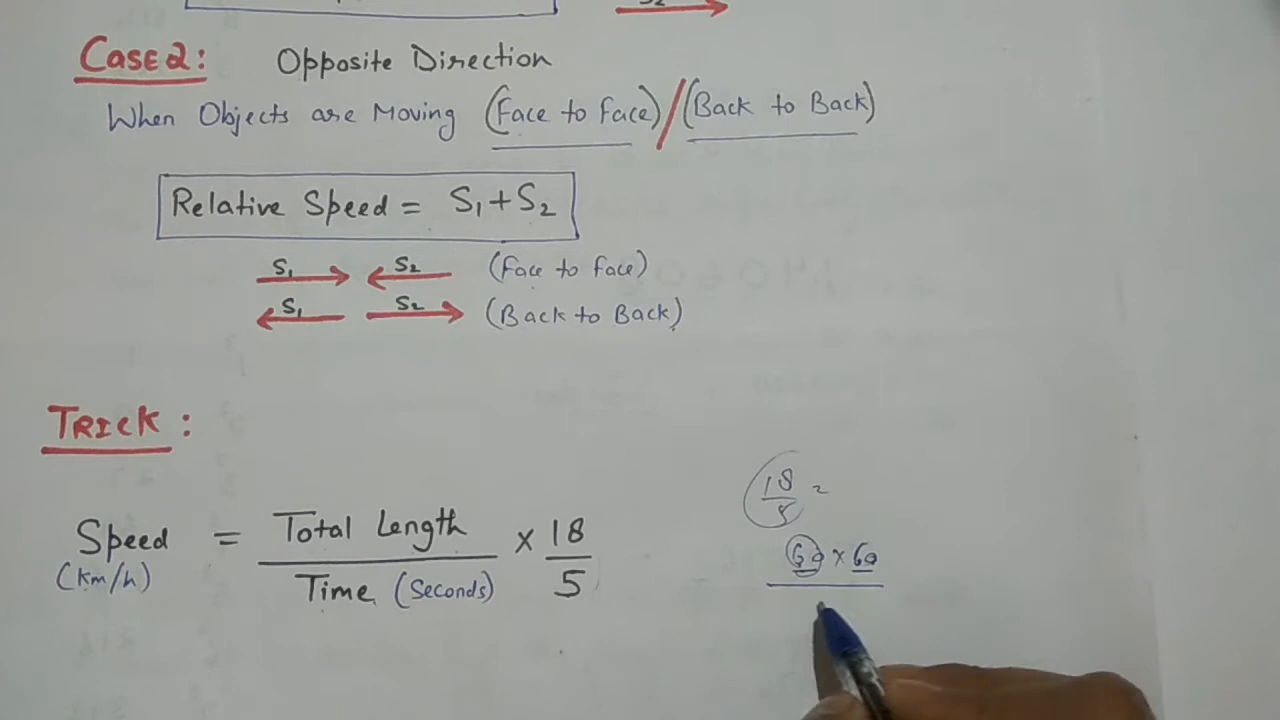 S2
Case 2: Opposite Direction
When Objects are Moving (Face to Face)/(Back to Back)
Relative Speed = S1+S2
S1 S2 (Face to Face)
S1 S2 (Back to Back)
TRICK:
18/5 =
Speed (km/h) = Total Length / Time (Seconds) × 18/5
60 × 60